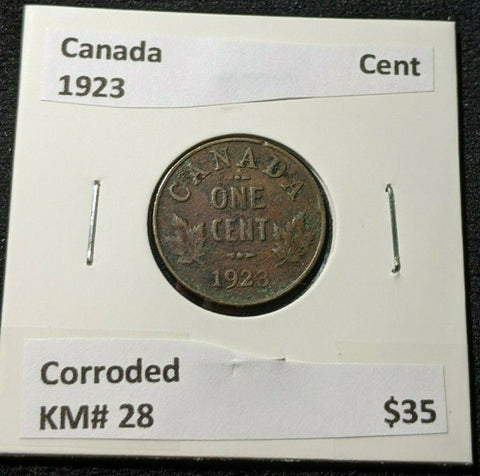 Canada Cent
1923
CANADA
ONE
CENT
1923
Corroded
KM# 28 $35